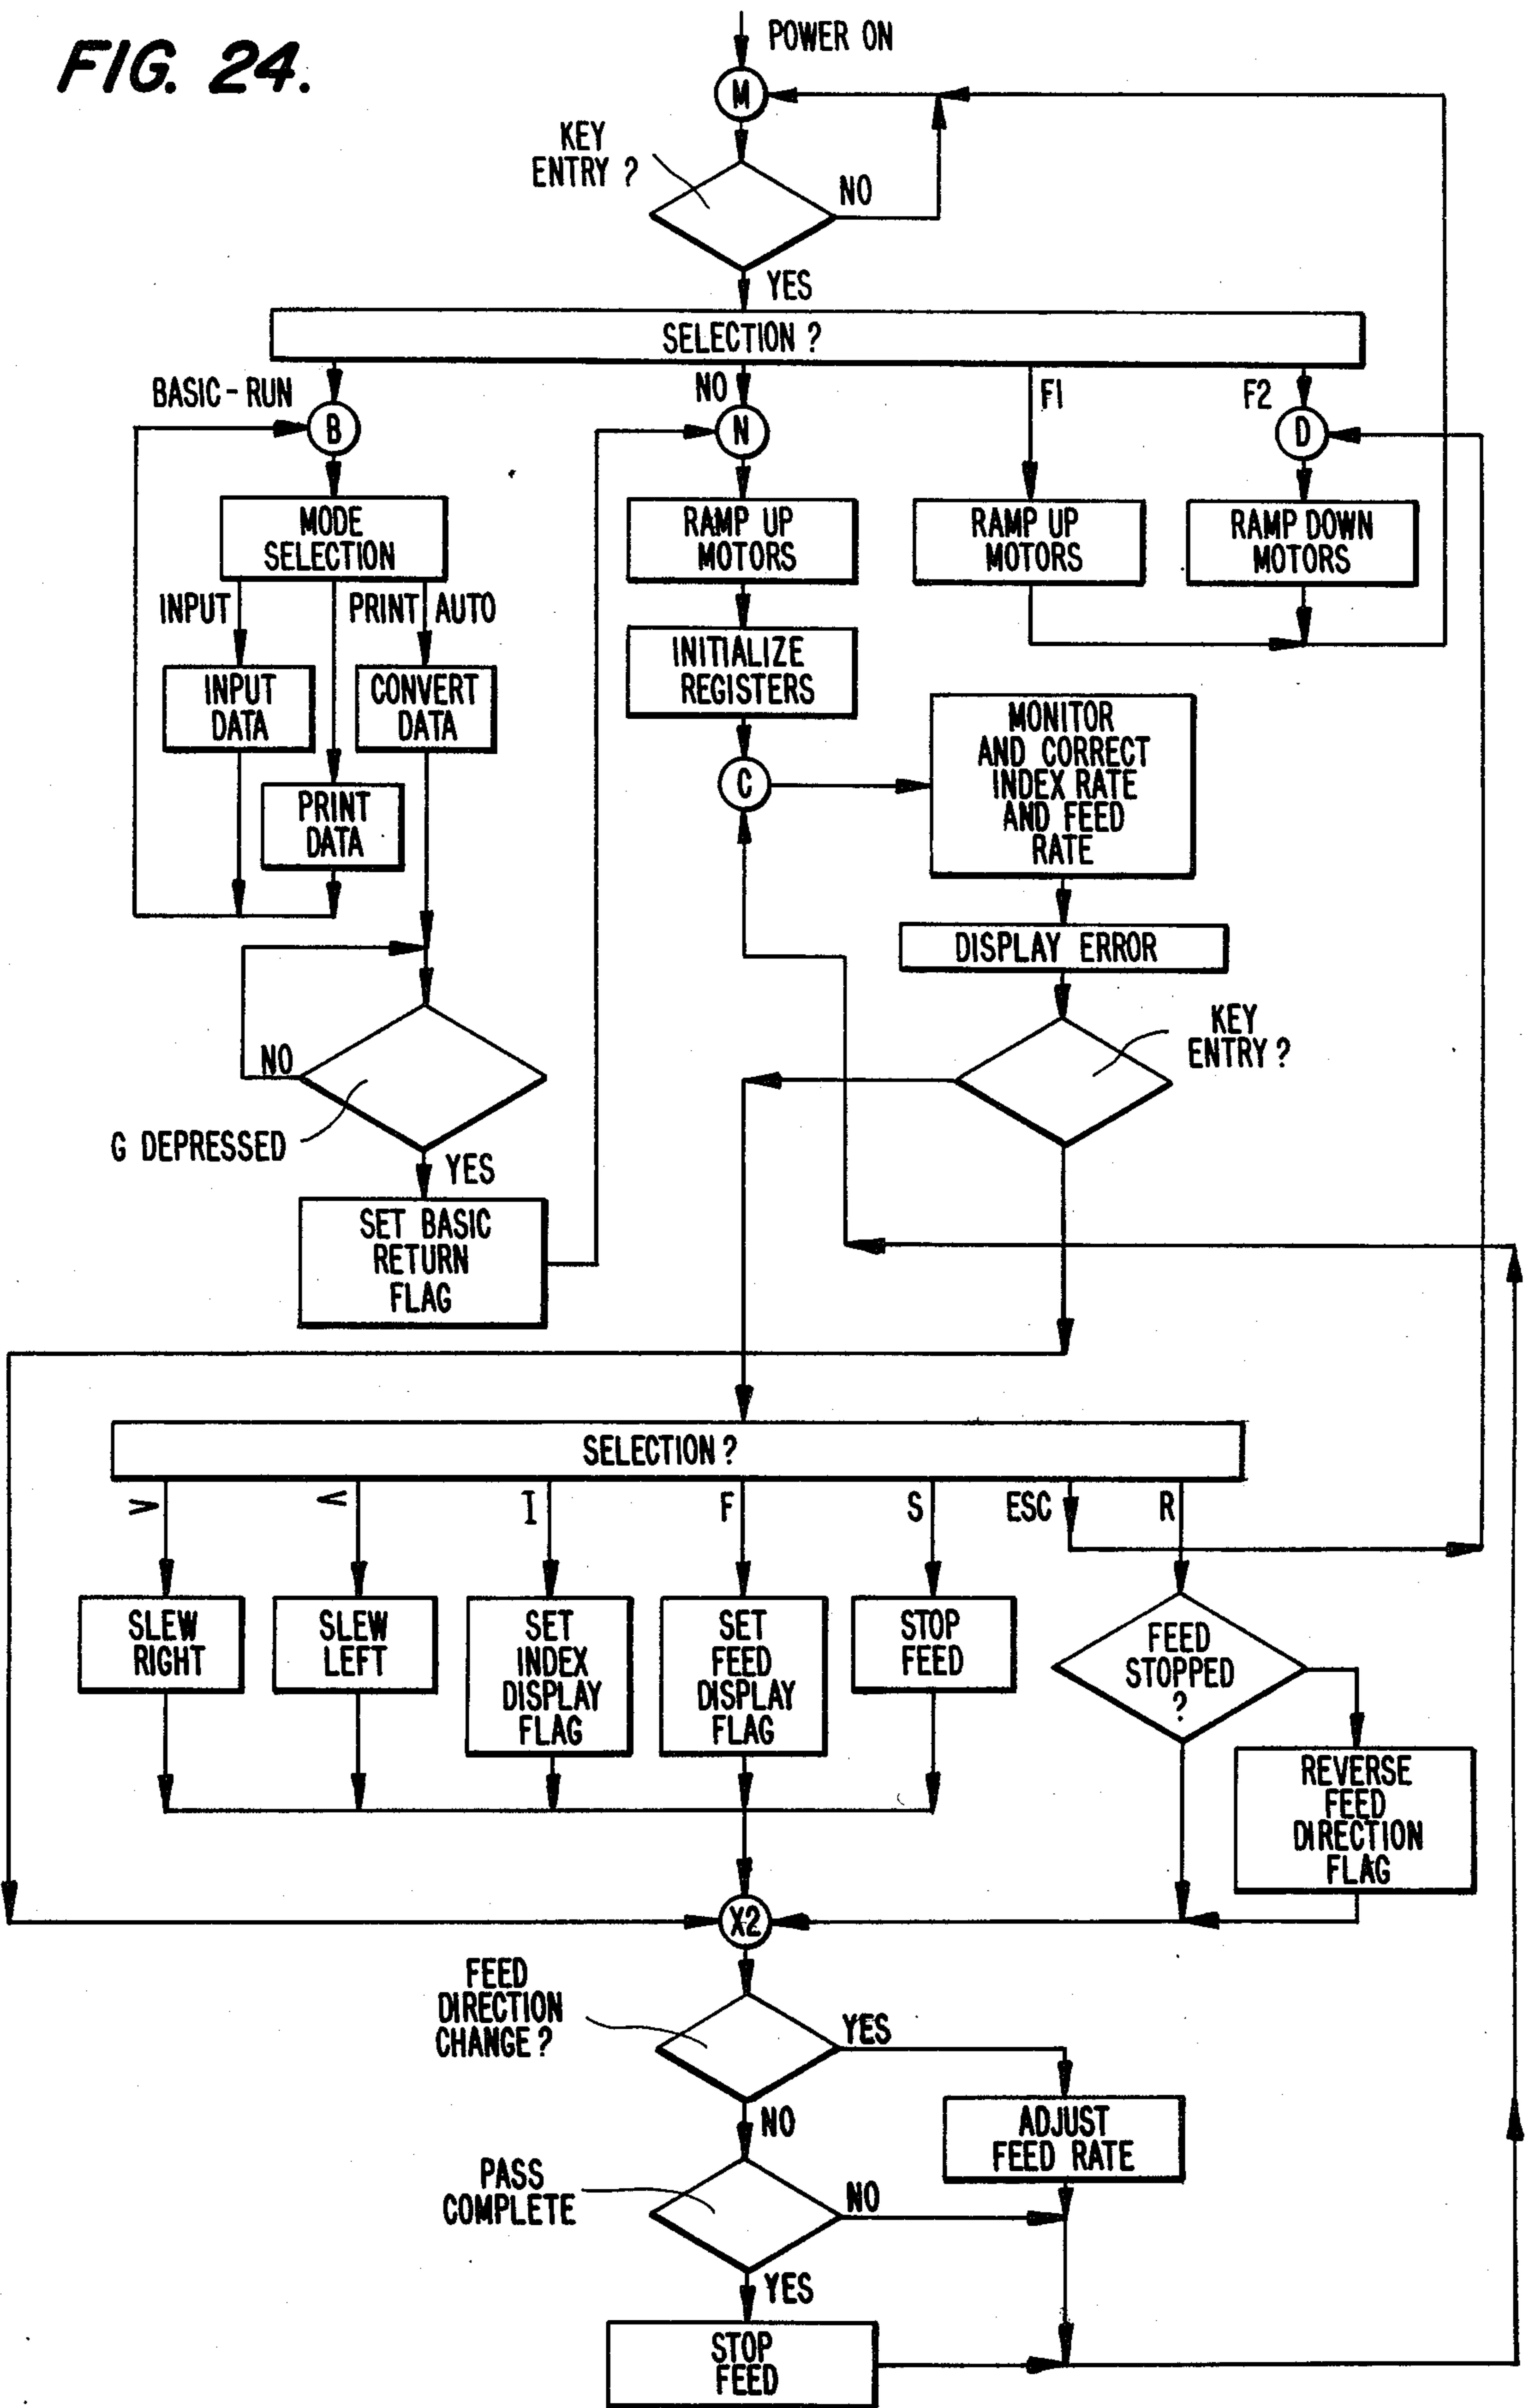 FIG. 24.
POWER ON
M
KEY
ENTRY ?
NO
YES
SELECTION ?
BASIC - RUN
B
NO
N
F1
F2
D
MODE
SELECTION
RAMP UP
MOTORS
RAMP UP
MOTORS
RAMP DOWN
MOTORS
INPUT
PRINT
AUTO
INPUT
DATA
CONVERT
DATA
PRINT
DATA
INITIALIZE
REGISTERS
C
MONITOR
AND CORRECT
INDEX RATE
AND FEED
RATE
DISPLAY ERROR
KEY
ENTRY ?
NO
G DEPRESSED
YES
SET BASIC
RETURN
FLAG
SELECTION ?
>
<
I
F
S
ESC
R
SLEW
RIGHT
SLEW
LEFT
SET
INDEX
DISPLAY
FLAG
SET
FEED
DISPLAY
FLAG
STOP
FEED
FEED
STOPPED
?
REVERSE
FEED
DIRECTION
FLAG
X2
FEED
DIRECTION
CHANGE ?
YES
NO
ADJUST
FEED RATE
PASS
COMPLETE
NO
YES
STOP
FEED